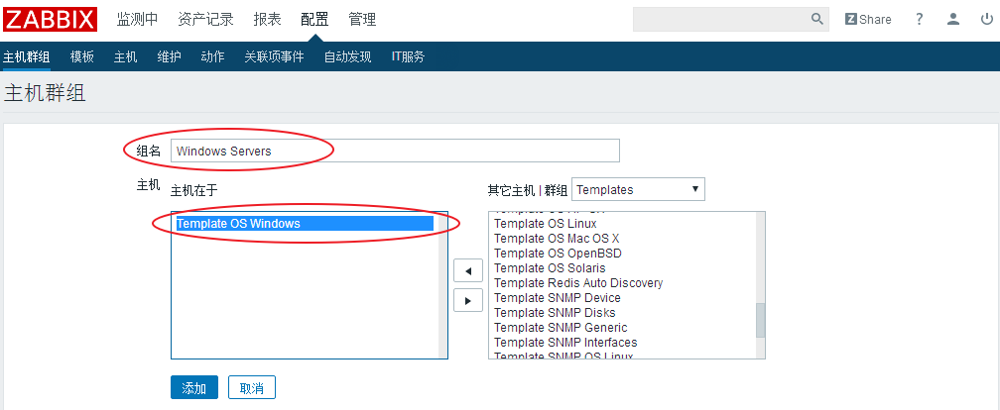 ZABBIX 监测中 资产记录 报表 配置 管理 Z Share ?
主机群组 模板 主机 维护 动作 关联项事件 自动发现 IT服务
主机群组
组名 Windows Servers
主机 主机在于 其它主机 | 群组 Templates
Template OS Windows
Template OS Linux
Template OS Mac OS X
Template OS OpenBSD
Template OS Solaris
Template Redis Auto Discovery
Template SNMP Device
Template SNMP Disks
Template SNMP Generic
Template SNMP Interfaces
Template SNMP OS Linux
添加 取消